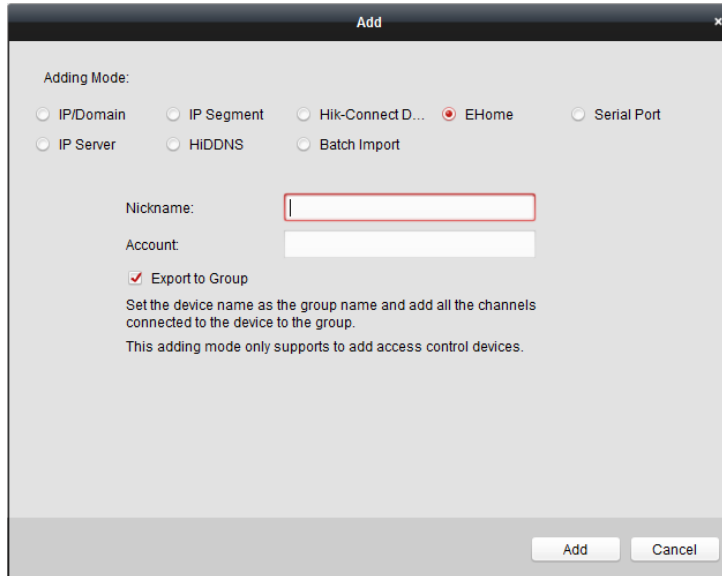 Add
Adding Mode:
IP/Domain IP Segment Hik-Connect D... EHome Serial Port
IP Server HiDDNS Batch Import
Nickname:
Account:
Export to Group
Set the device name as the group name and add all the channels
connected to the device to the group.
This adding mode only supports to add access control devices.
Add Cancel